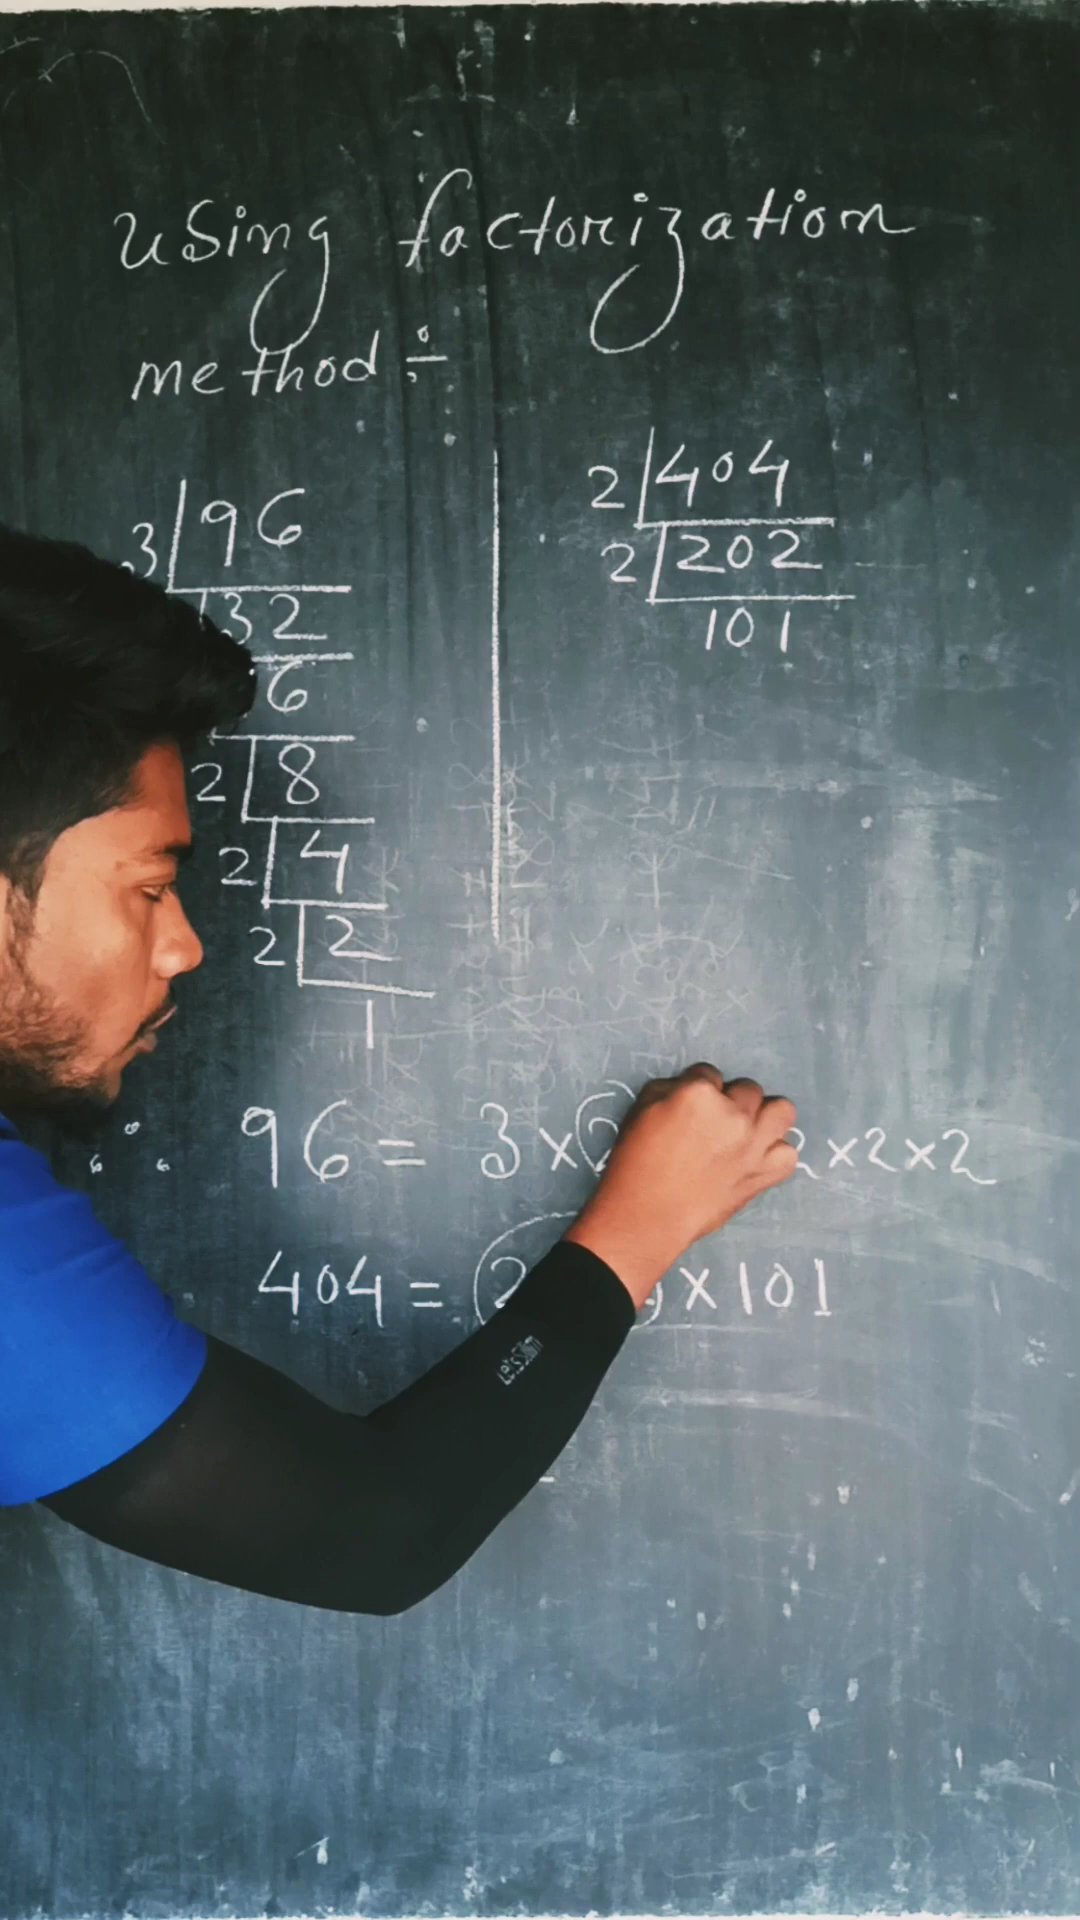 using factorization
method ÷
3|96
32
6
2|8
2|4
2|2
1
2|404
2|202
101
∴ 96 = 3 × 2 2 × 2 × 2
404 = 2 × 101